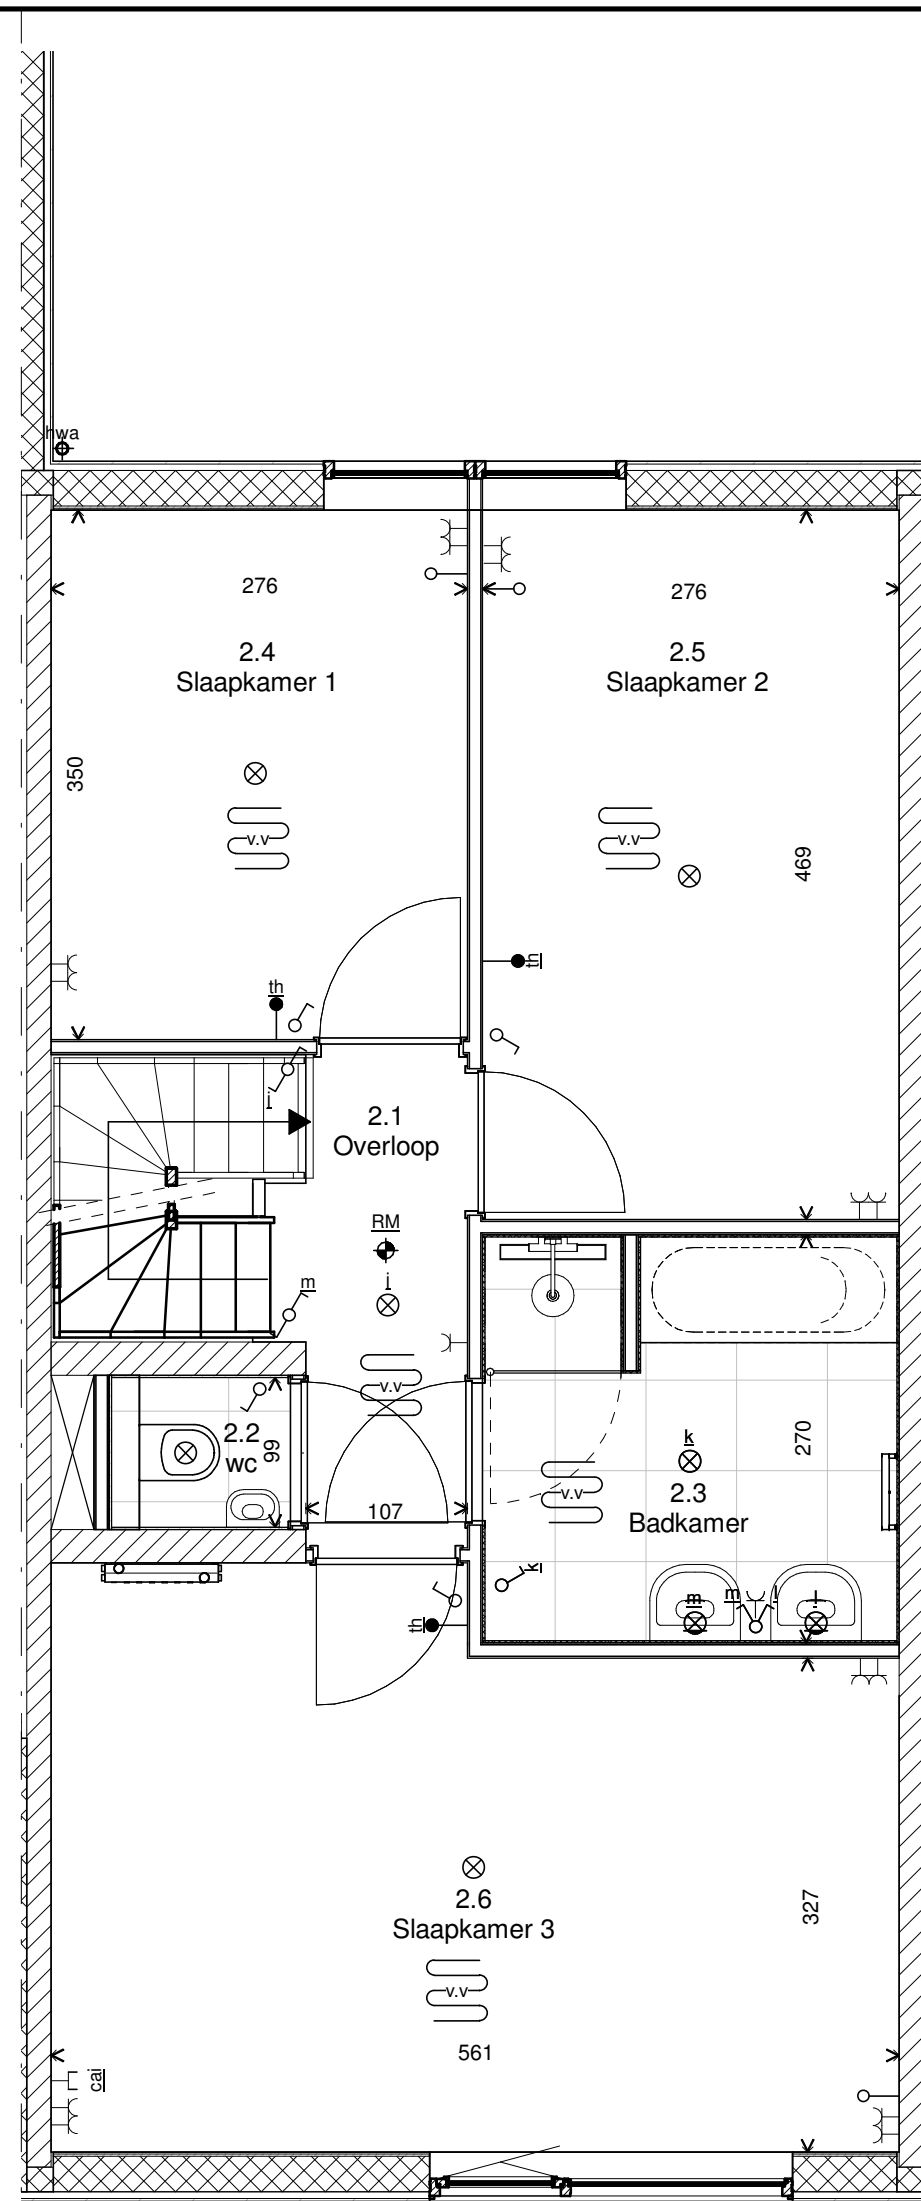 hwa
276
276
2.4
Slaapkamer 1
2.5
Slaapkamer 2
350
v.v
v.v
469
th
th
j
2.1
Overloop
RM
j
m
v.v
2.2
wc
99
107
k
270
2.3
Badkamer
v.v
k
m
m
l
l
th
2.6
Slaapkamer 3
327
v.v
561
cai